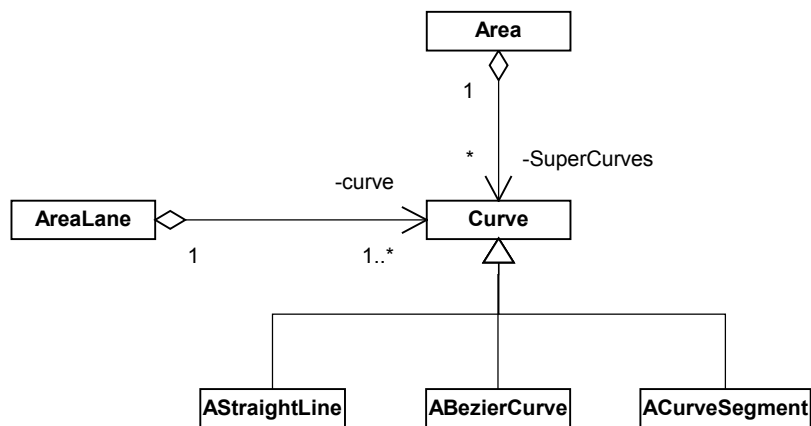 Area
1
*
-SuperCurves
-curve
AreaLane
Curve
1
1..*
AStraightLine
ABezierCurve
ACurveSegment